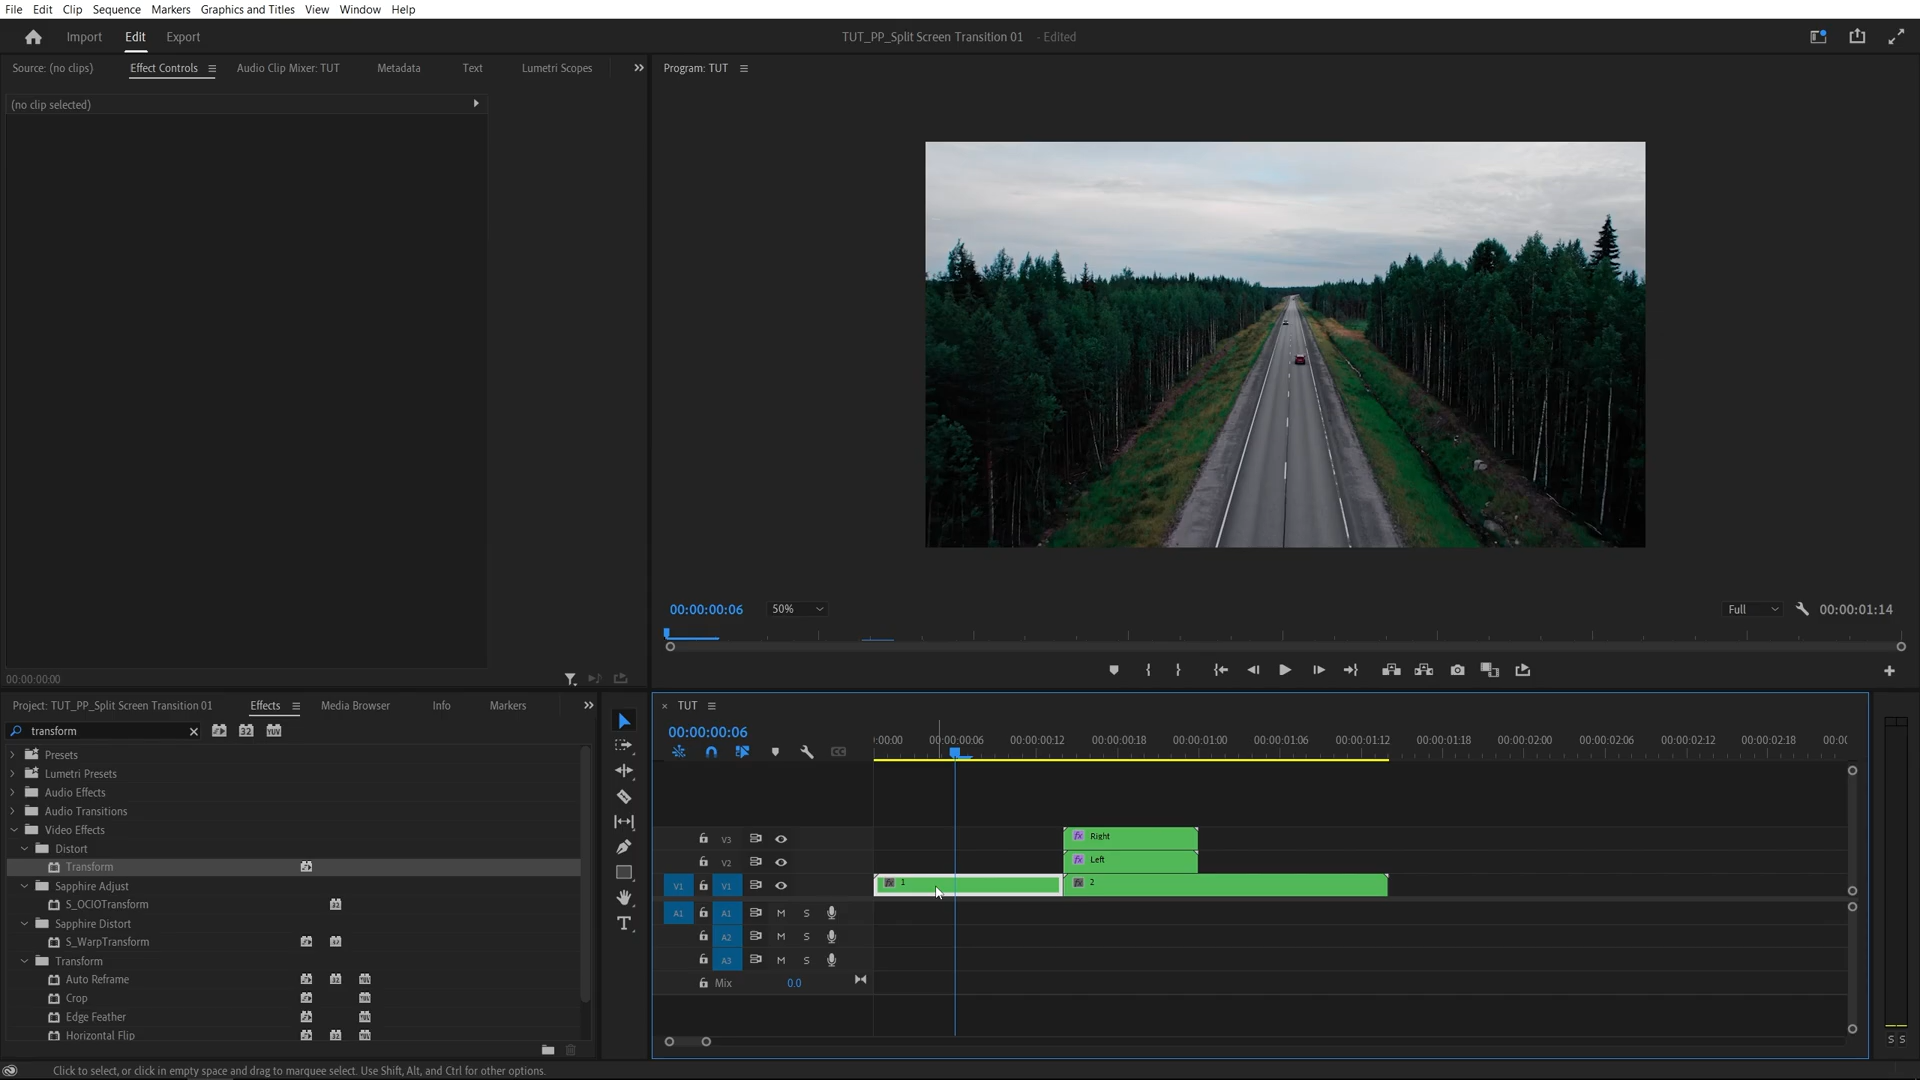 File Edit Clip Sequence Markers Graphics and Titles View Window Help
Import Edit Export TUT_PP_Split Screen Transition 01 - Edited
Source: (no clips) Effect Controls Audio Clip Mixer: TUT Metadata Text Lumetri Scopes Program: TUT
(no clip selected)
00:00:00:06 50% Full 00:00:01:14
00:00:00:00
Project: TUT_PP_Split Screen Transition 01 Effects Media Browser Info Markers
transform
Presets
Lumetri Presets
Audio Effects
Audio Transitions
Video Effects
Distort
Transform
Sapphire Adjust
S_OCIOTransform
Sapphire Distort
S_WarpTransform
Transform
Auto Reframe
Crop
Edge Feather
Horizontal Flip
TUT
00:00:00:06
:00:00 00:00:00:06 00:00:00:12 00:00:00:18 00:00:01:00 00:00:01:06 00:00:01:12 00:00:01:18 00:00:02:00 00:00:02:06 00:00:02:12 00:00:02:18 00:00
V3 fx Right
V2 fx Left
V1 V1 fx 1 fx 2
A1 A1 M S
A2 M S
A3 M S
Mix 0.0
S S
Click to select, or click in empty space and drag to marquee select. Use Shift, Alt, and Ctrl for other options.